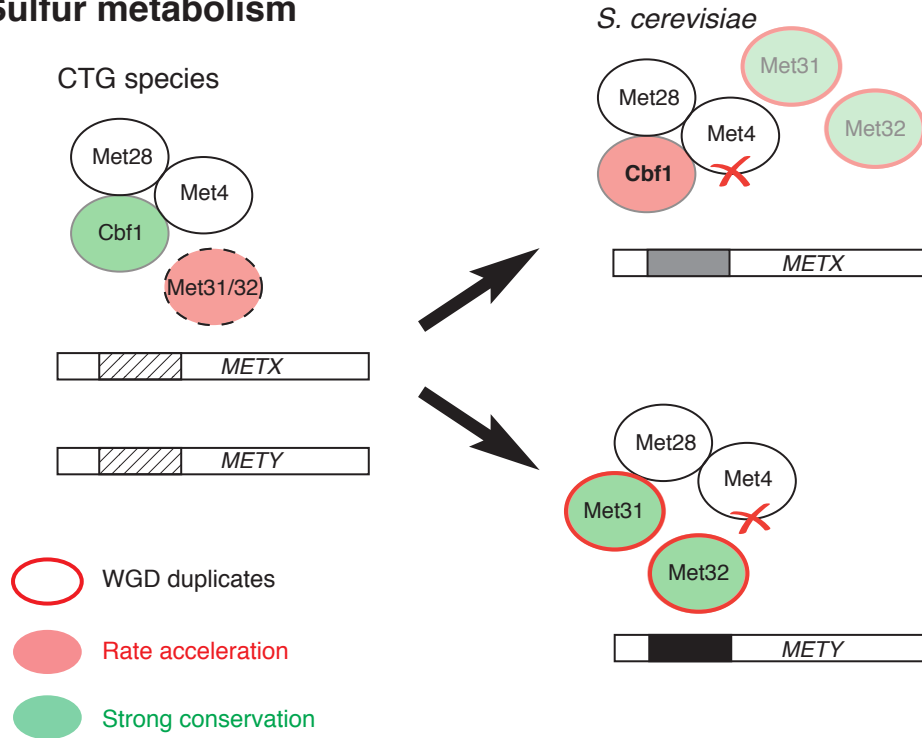 Sulfur metabolism
S. cerevisiae
CTG species
Met28
Met4
Cbf1
Met31/32
METX
METY
Met28
Met4
Cbf1
Met31
Met32
METX
Met28
Met4
Met31
Met32
METY
WGD duplicates
Rate acceleration
Strong conservation